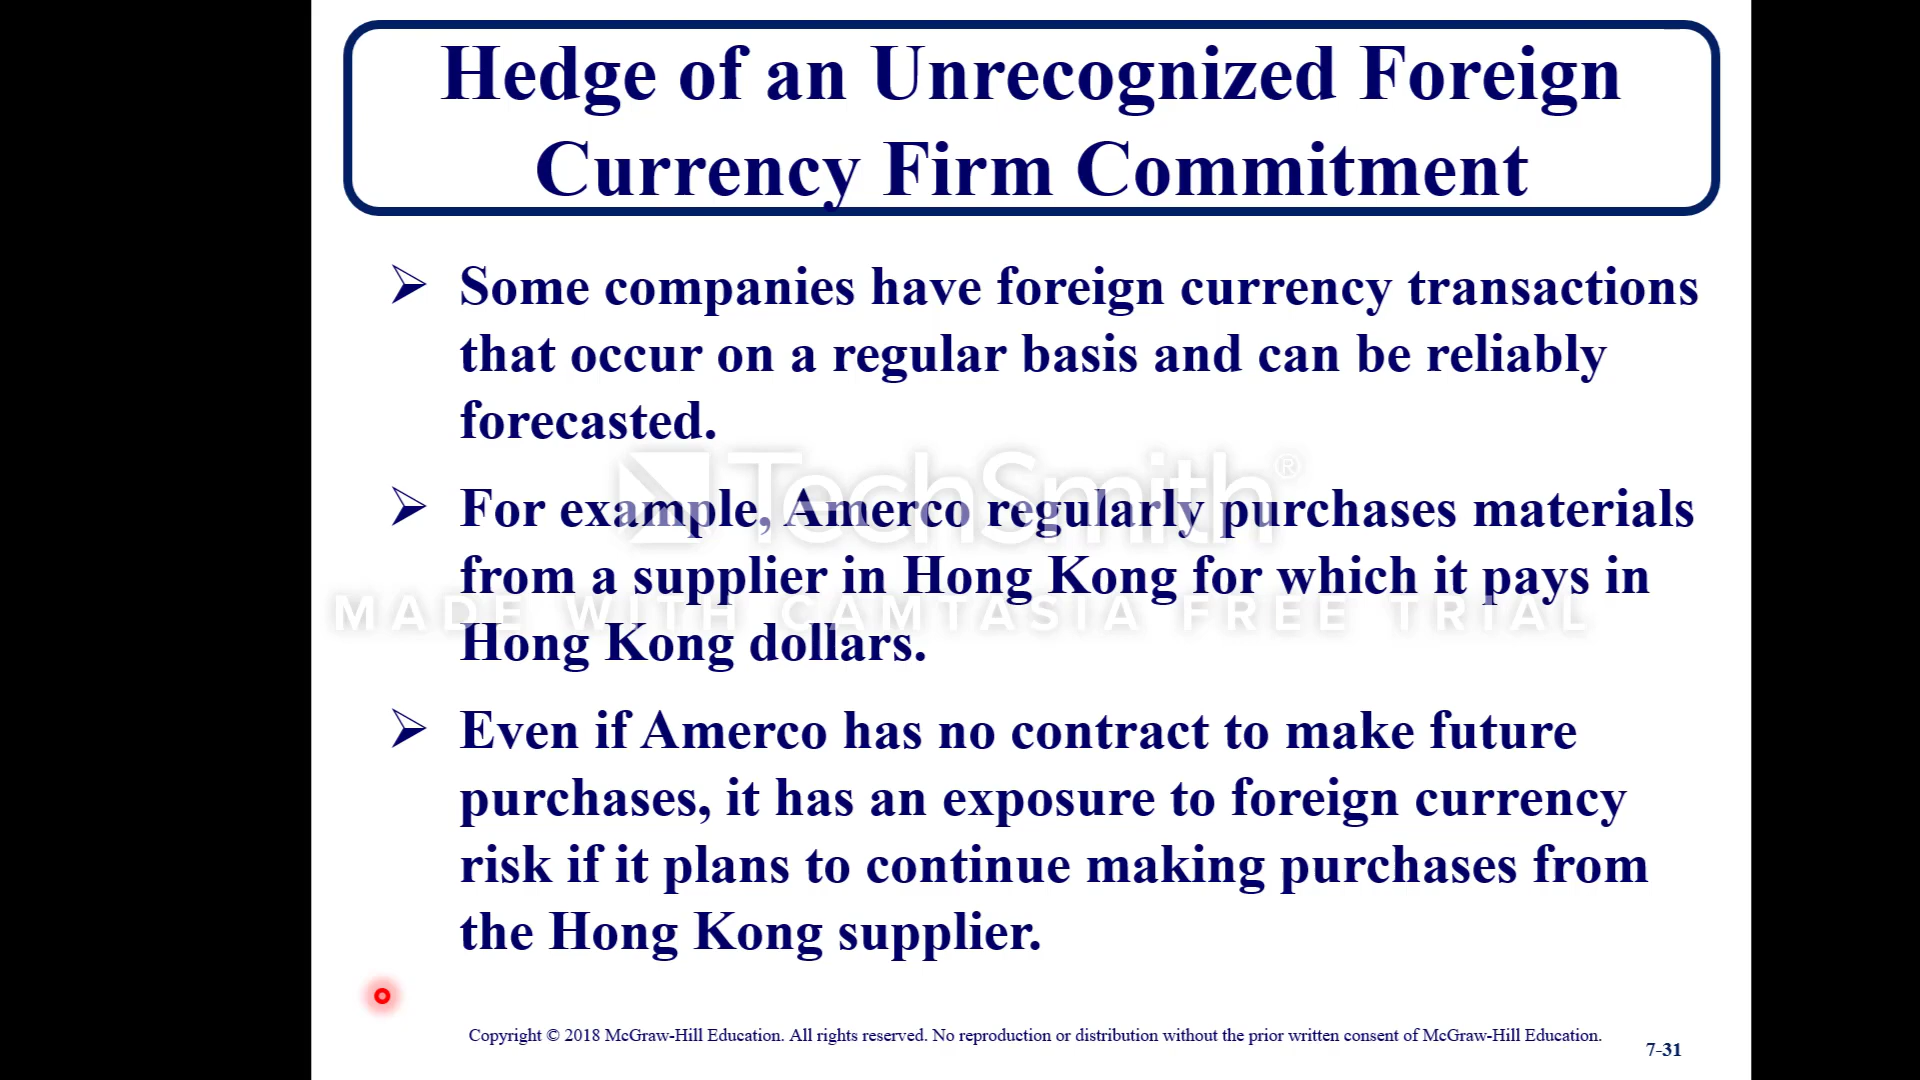 Hedge of an Unrecognized Foreign
Currency Firm Commitment
Some companies have foreign currency transactions
that occur on a regular basis and can be reliably
forecasted.
TechSmith®
For example, Amerco regularly purchases materials
from a supplier in Hong Kong for which it pays in
MADE WITH CAMTASIA FREE TRIAL
Hong Kong dollars.
Even if Amerco has no contract to make future
purchases, it has an exposure to foreign currency
risk if it plans to continue making purchases from
the Hong Kong supplier.
Copyright © 2018 McGraw-Hill Education. All rights reserved. No reproduction or distribution without the prior written consent of McGraw-Hill Education.
7-31